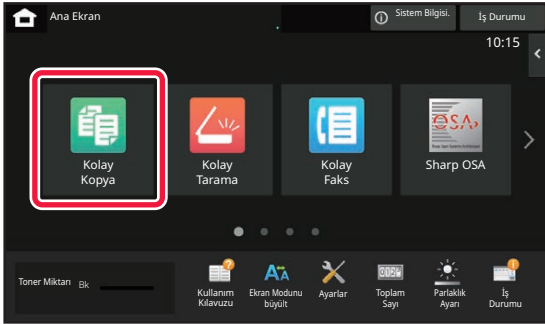 Ana Ekran
Sistem Bilgisi.
İş Durumu
10:15
Kolay
Kopya
Kolay
Tarama
Kolay
Faks
OSA
Sharp OSA
Toner Miktarı Bk
Kullanım
Kılavuzu
Ekran Modunu
büyült
Ayarlar
Toplam
Sayı
Parlaklık
Ayarı
İş
Durumu